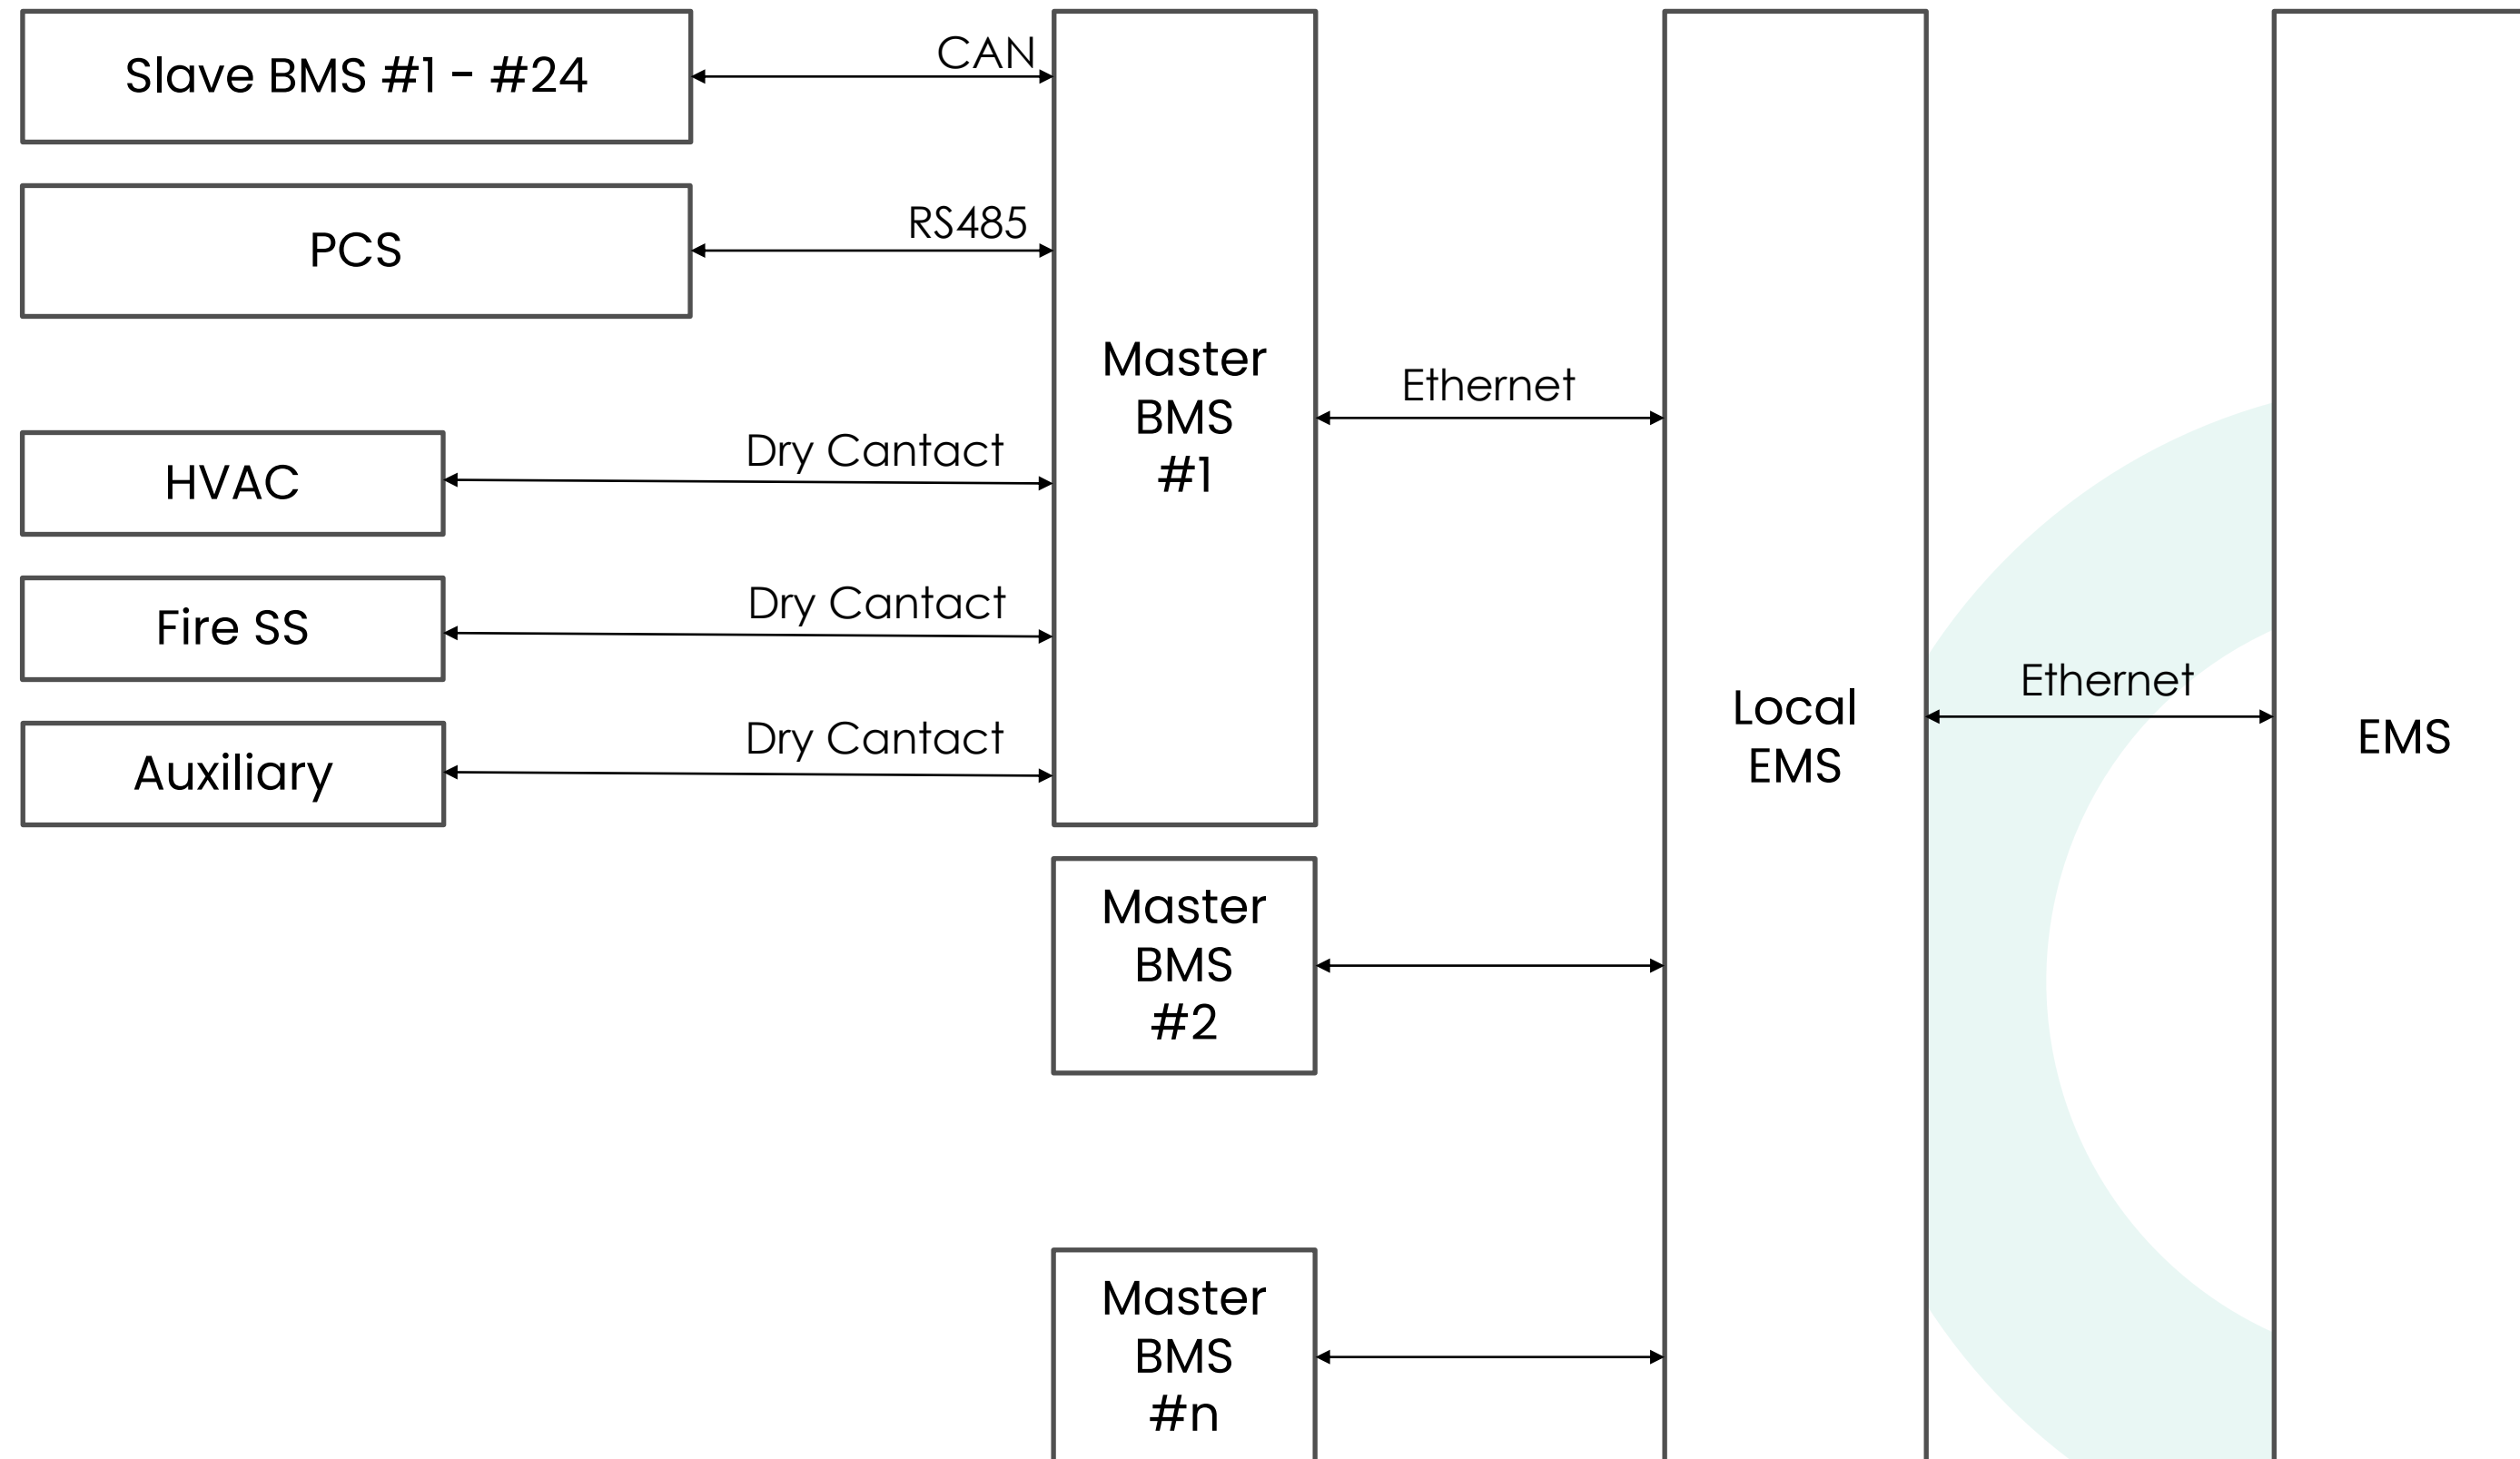 Slave BMS #1 - #24
CAN
PCS
RS485
Master
BMS
#1
Ethernet
HVAC
Dry Cantact
Fire SS
Dry Cantact
Auxiliary
Dry Cantact
Local
EMS
Ethernet
EMS
Master
BMS
#2
Master
BMS
#n